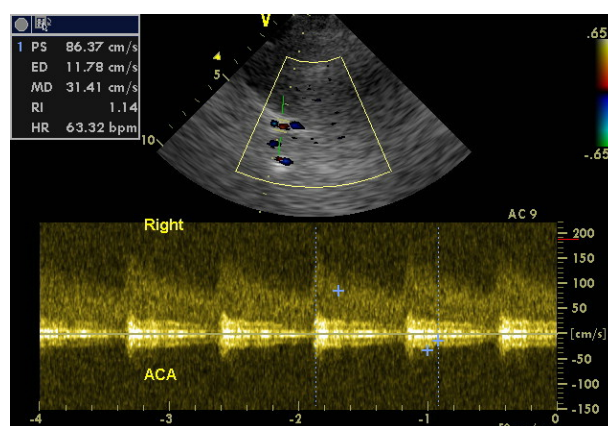 1 PS 86.37 cm/s
ED 11.78 cm/s
MD 31.41 cm/s
RI 1.14
HR 63.32 bpm
V
5
10
.65
-.65
AC 9
Right
ACA
200
150
100
50
[cm/s]
-50
-100
-150
-4 -3 -2 -1 0